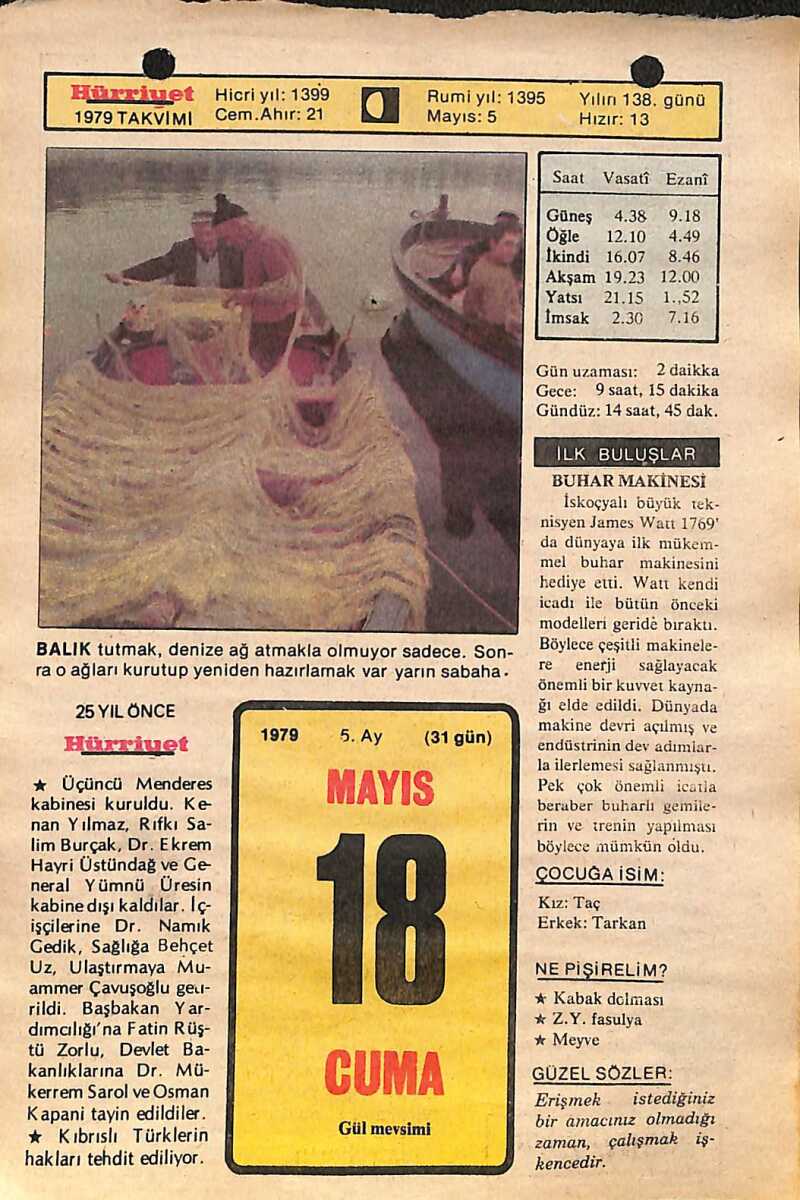 Hürriyet
1979 TAKVİMİ
Hicri yıl: 1399
Cem.Ahır: 21
Rumi yıl: 1395
Mayıs: 5
Yılın 138. günü
Hızır: 13
Saat Vasatî Ezanî
Güneş 4.38 9.18
Öğle 12.10 4.49
İkindi 16.07 8.46
Akşam 19.23 12.00
Yatsı 21.15 1.,52
İmsak 2.30 7.16
Gün uzaması: 2 daikka
Gece: 9 saat, 15 dakika
Gündüz: 14 saat, 45 dak.
BALIK tutmak, denize ağ atmakla olmuyor sadece. Son-
ra o ağları kurutup yeniden hazırlamak var yarın sabaha.
25 YIL ÖNCE
Hürriyet
★ Üçüncü Menderes
kabinesi kuruldu. Ke-
nan Yılmaz, Rıfkı Sa-
lim Burçak, Dr. Ekrem
Hayri Üstündağ ve Ge-
neral Yümnü Üresin
kabine dışı kaldılar. İç-
işçilerine Dr. Namık
Gedik, Sağlığa Behçet
Uz, Ulaştırmaya Mu-
ammer Çavuşoğlu geti-
rildi. Başbakan Yar-
dımcılığı'na Fatin Rüş-
tü Zorlu, Devlet Ba-
kanlıklarına Dr. Mü-
kerrem Sarol ve Osman
Kapani tayin edildiler.
★ Kıbrıslı Türklerin
hakları tehdit ediliyor.
1979 5. Ay (31 gün)
MAYIS
18
CUMA
Gül mevsimi
İLK BULUŞLAR
BUHAR MAKİNESİ
İskoçyalı büyük tek-
nisyen James Watt 1769'
da dünyaya ilk mükem-
mel buhar makinesini
hediye etti. Watt kendi
icadı ile bütün önceki
modelleri geride bıraktı.
Böylece çeşitli makinele-
re enerji sağlayacak
önemli bir kuvvet kayna-
ğı elde edildi. Dünyada
makine devri açılmış ve
endüstrinin dev adımlar-
la ilerlemesi sağlanmıştı.
Pek çok önemli icatla
beraber buharlı gemile-
rin ve trenin yapılması
böylece mümkün oldu.
ÇOCUĞA İSİM:
Kız: Taç
Erkek: Tarkan
NE PİŞİRELİM?
★ Kabak dolması
★ Z.Y. fasulya
★ Meyve
GÜZEL SÖZLER:
Erişmek istediğiniz
bir amacınız olmadığı
zaman, çalışmak iş-
kencedir.